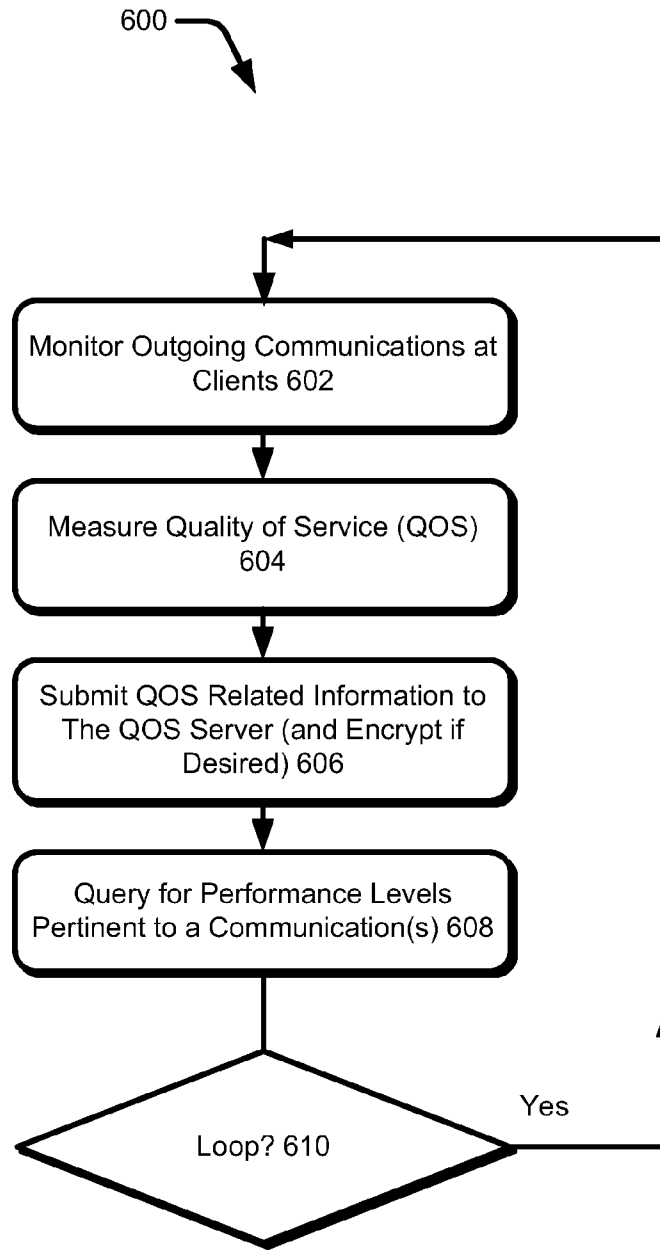 600
Monitor Outgoing Communications at
Clients 602
Measure Quality of Service (QOS)
604
Submit QOS Related Information to
The QOS Server (and Encrypt if
Desired) 606
Query for Performance Levels
Pertinent to a Communication(s) 608
Yes
Loop? 610